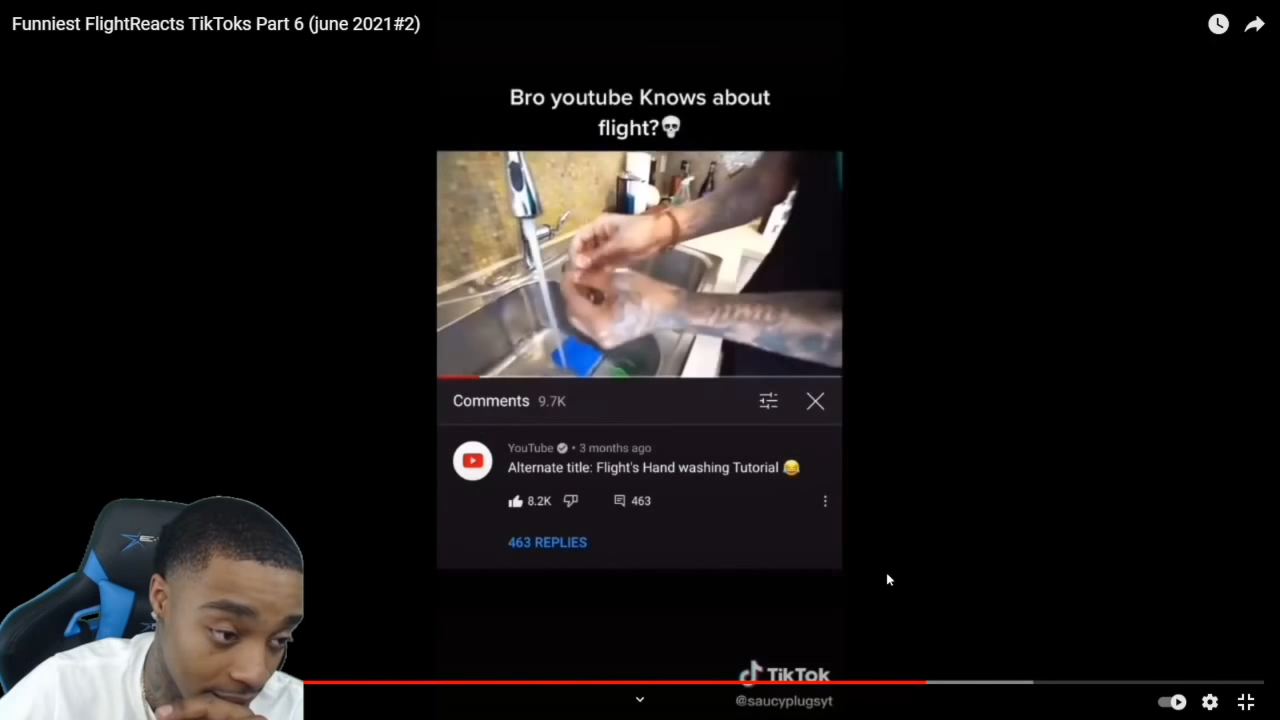 Funniest FlightReacts TikToks Part 6 (june 2021#2)
Bro youtube Knows about
flight?💀
Comments 9.7K
YouTube • 3 months ago
Alternate title: Flight's Hand washing Tutorial 😂
8.2K 463
463 REPLIES
TikTok
@saucyplugsyt